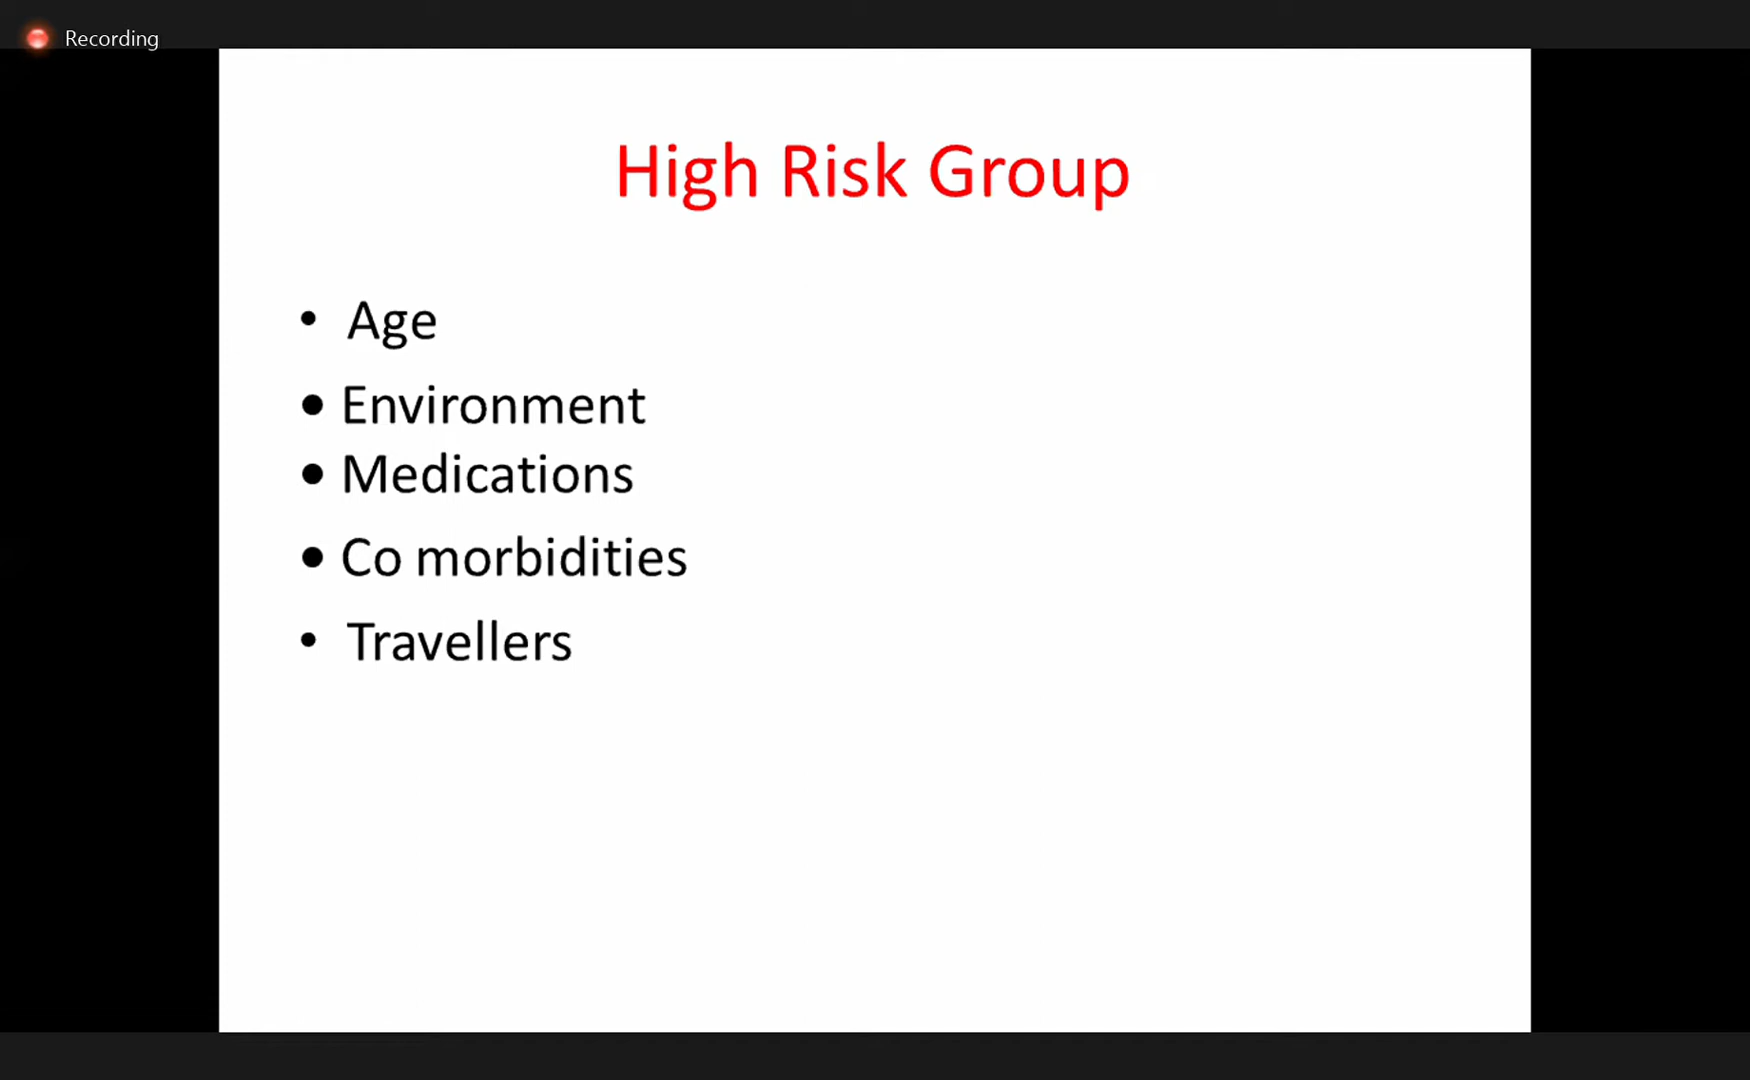 Recording
High Risk Group
• Age
• Environment
• Medications
• Co morbidities
• Travellers